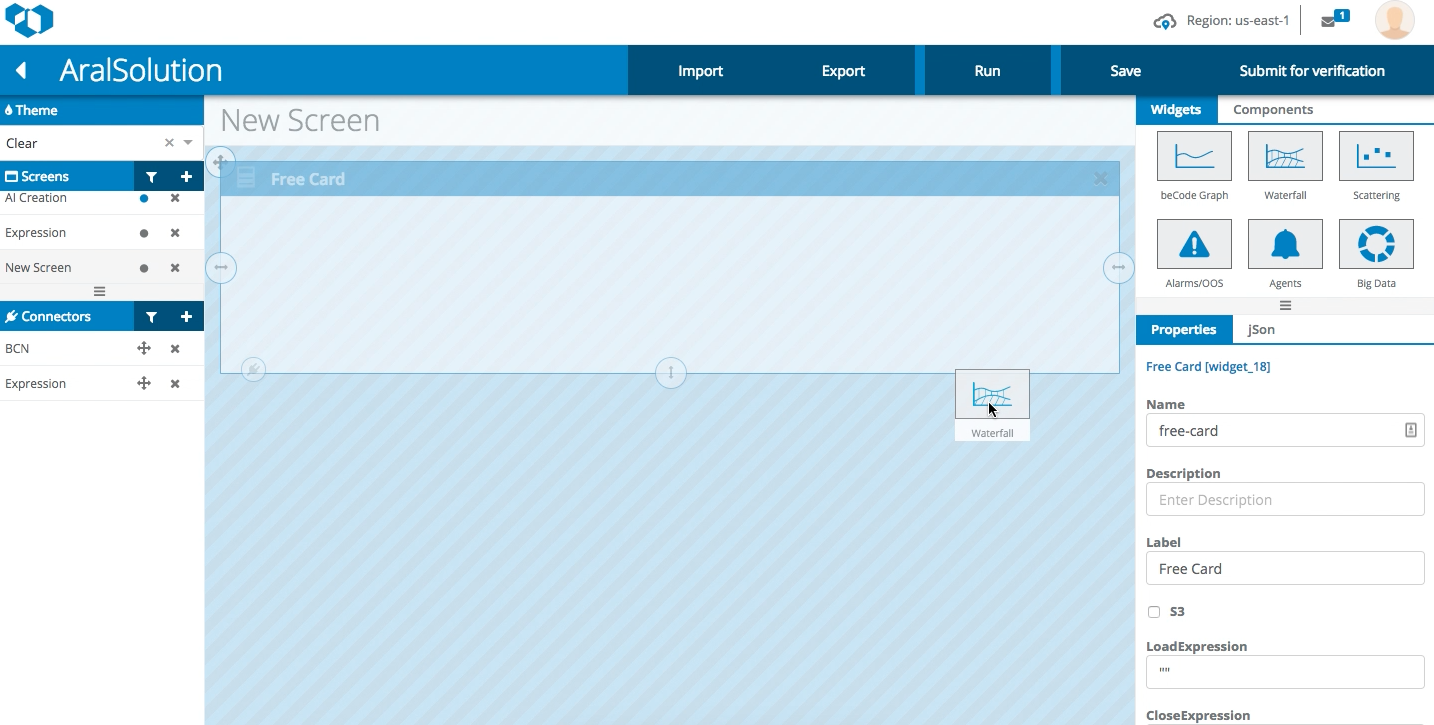 Region: us-east-1
1
AralSolution
Import
Export
Run
Save
Submit for verification
Theme
Clear
Screens
AI Creation
Expression
New Screen
Connectors
BCN
Expression
New Screen
Free Card
Waterfall
Widgets
Components
beCode Graph
Waterfall
Scattering
Alarms/OOS
Agents
Big Data
Properties
jSon
Free Card [widget_18]
Name
free-card
Description
Enter Description
Label
Free Card
S3
LoadExpression
""
CloseExpression